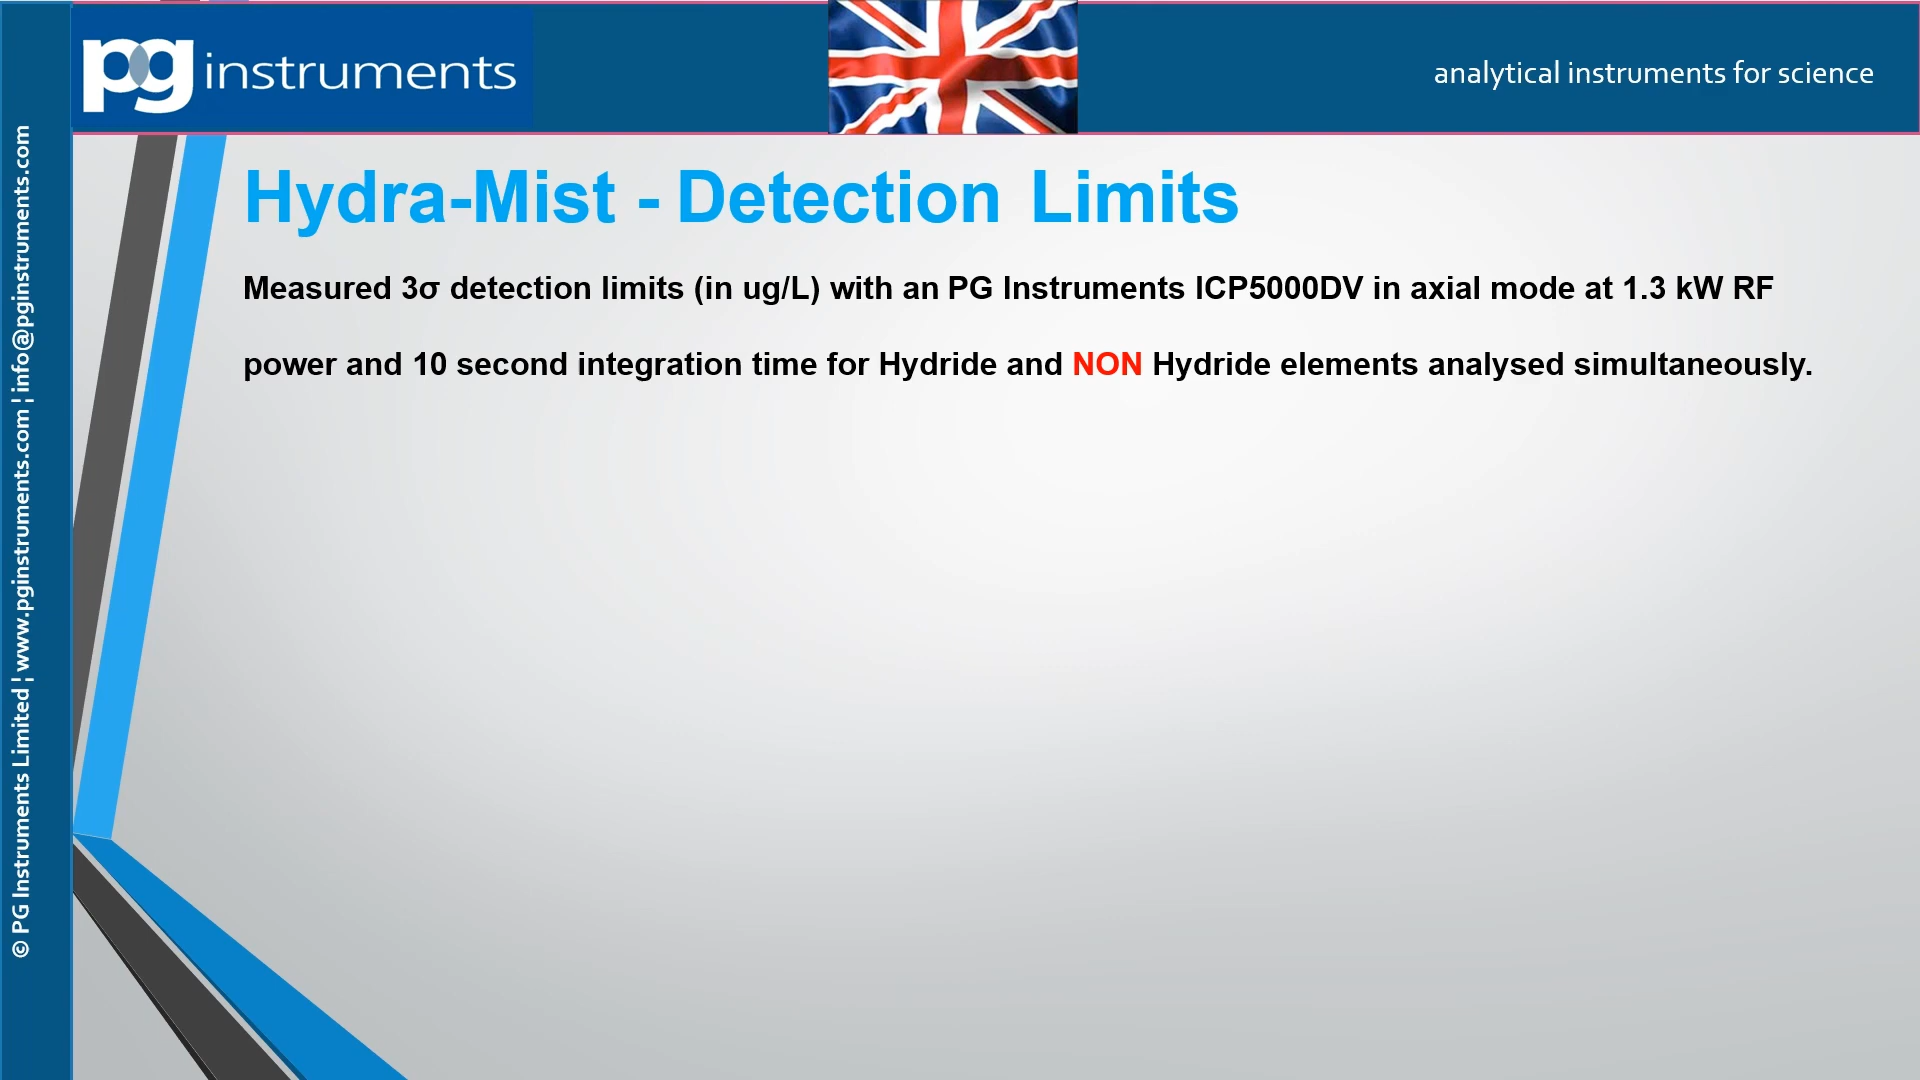 pg instruments
analytical instruments for science
© PG Instruments Limited ¦ www.pginstruments.com ¦ info@pginstruments.com
Hydra-Mist - Detection Limits
Measured 3σ detection limits (in ug/L) with an PG Instruments ICP5000DV in axial mode at 1.3 kW RF
power and 10 second integration time for Hydride and NON Hydride elements analysed simultaneously.